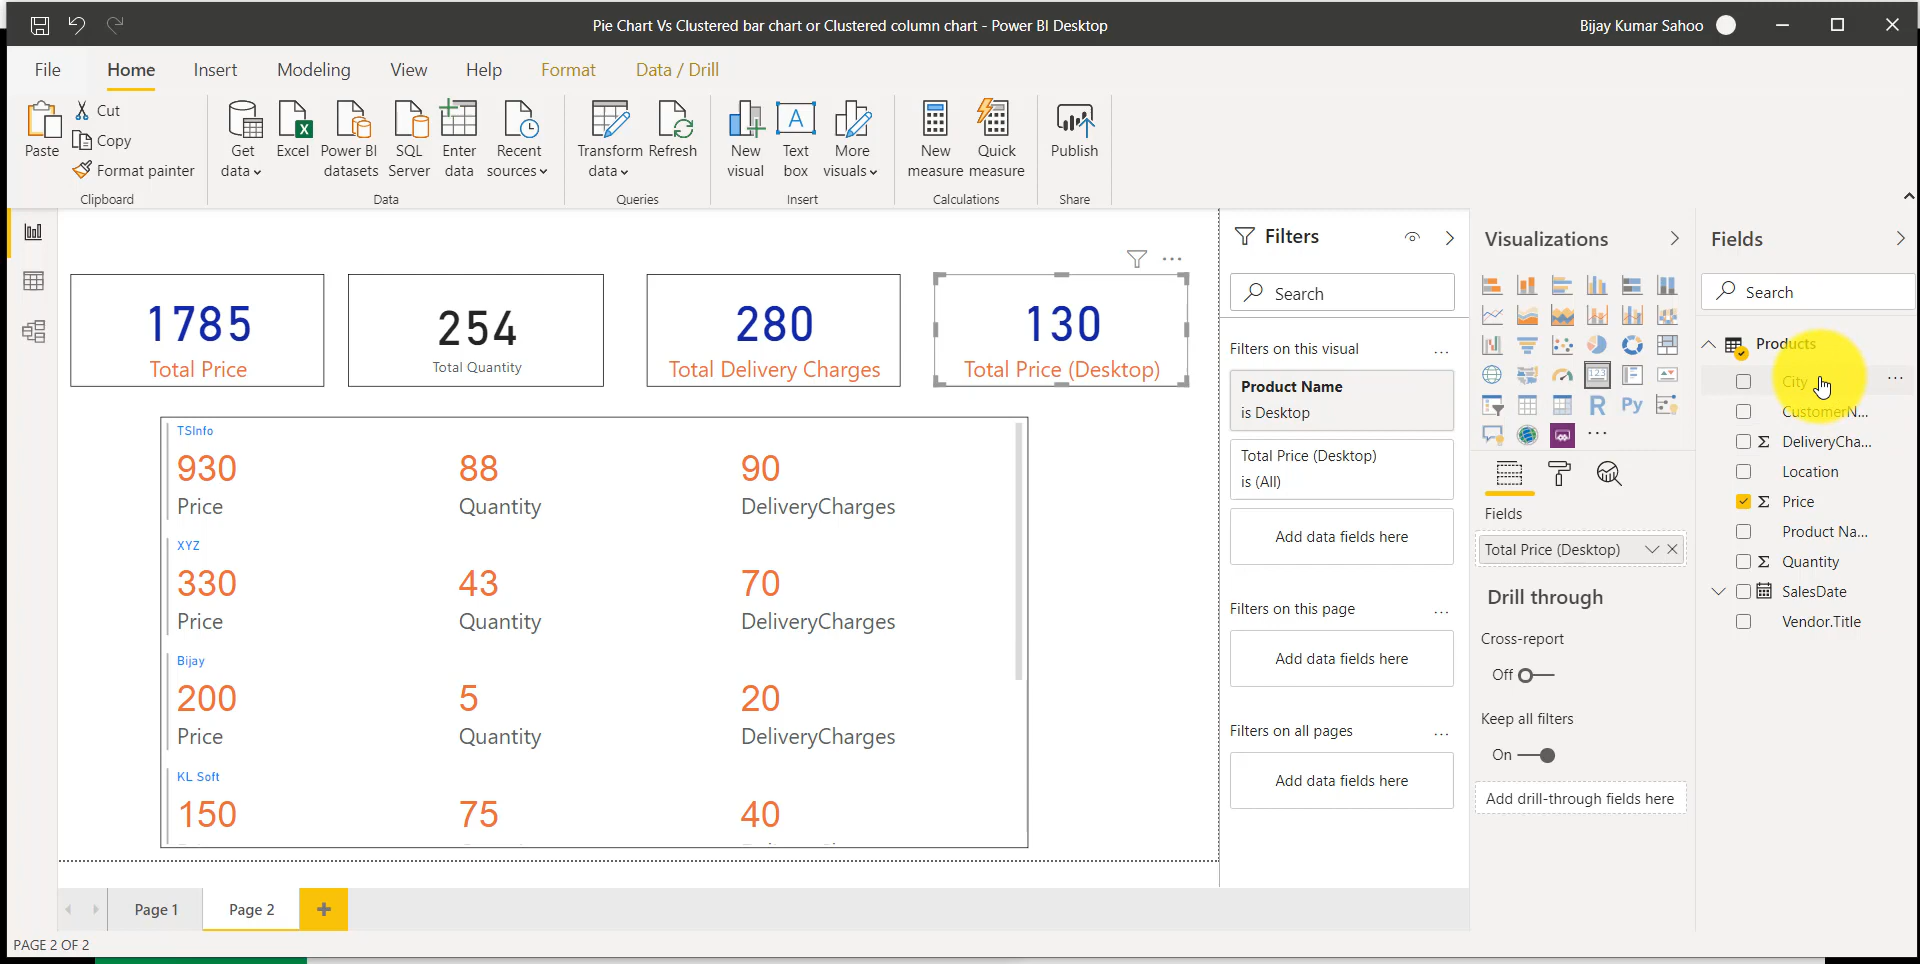 Pie Chart Vs Clustered bar chart or Clustered column chart - Power BI Desktop
Bijay Kumar Sahoo
File Home Insert Modeling View Help Format Data / Drill
Paste
Cut
Copy
Format painter
Clipboard
Get data
Excel
Power BI datasets
SQL Server
Enter data
Recent sources
Data
Transform data
Refresh
Queries
New visual
Text box
More visuals
Insert
New measure
Quick measure
Calculations
Publish
Share
1785
Total Price
254
Total Quantity
280
Total Delivery Charges
130
Total Price (Desktop)
TSInfo
930 88 90
Price Quantity DeliveryCharges
XYZ
330 43 70
Price Quantity DeliveryCharges
Bijay
200 5 20
Price Quantity DeliveryCharges
KL Soft
150 75 40
Filters
Search
Filters on this visual
Product Name
is Desktop
Total Price (Desktop)
is (All)
Add data fields here
Filters on this page
Add data fields here
Filters on all pages
Add data fields here
Visualizations
123
R Py
Fields
Total Price (Desktop)
Drill through
Cross-report
Off
Keep all filters
On
Add drill-through fields here
Fields
Search
Products
City
CustomerN...
DeliveryCha...
Location
Price
Product Na...
Quantity
SalesDate
Vendor.Title
Page 1 Page 2
PAGE 2 OF 2